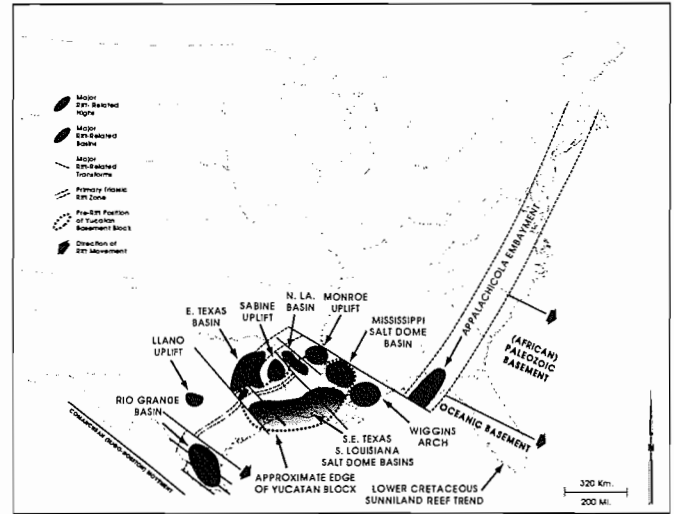 Major
Rift-Related
Highs
Major
Rift-Related
Basins
Major
Rift-Related
Transforms
Primary Triassic
Rift Zone
Pre-Rift Position
of Yucatan
Basement Block
Direction of
Rift Movement
E. TEXAS
BASIN
SABINE
UPLIFT
N. LA.
BASIN
MONROE
UPLIFT
MISSISSIPPI
SALT DOME
BASIN
LLANO
UPLIFT
RIO GRANDE
BASIN
APPALACHICOLA EMBAYMENT
(AFRICAN)
PALEOZOIC
BASEMENT
OCEANIC BASEMENT
WIGGINS
ARCH
S.E. TEXAS
S. LOUISIANA
SALT DOME BASINS
APPROXIMATE EDGE
OF YUCATAN BLOCK
LOWER CRETACEOUS
SUNNILAND REEF TREND
320 Km.
200 Mi.